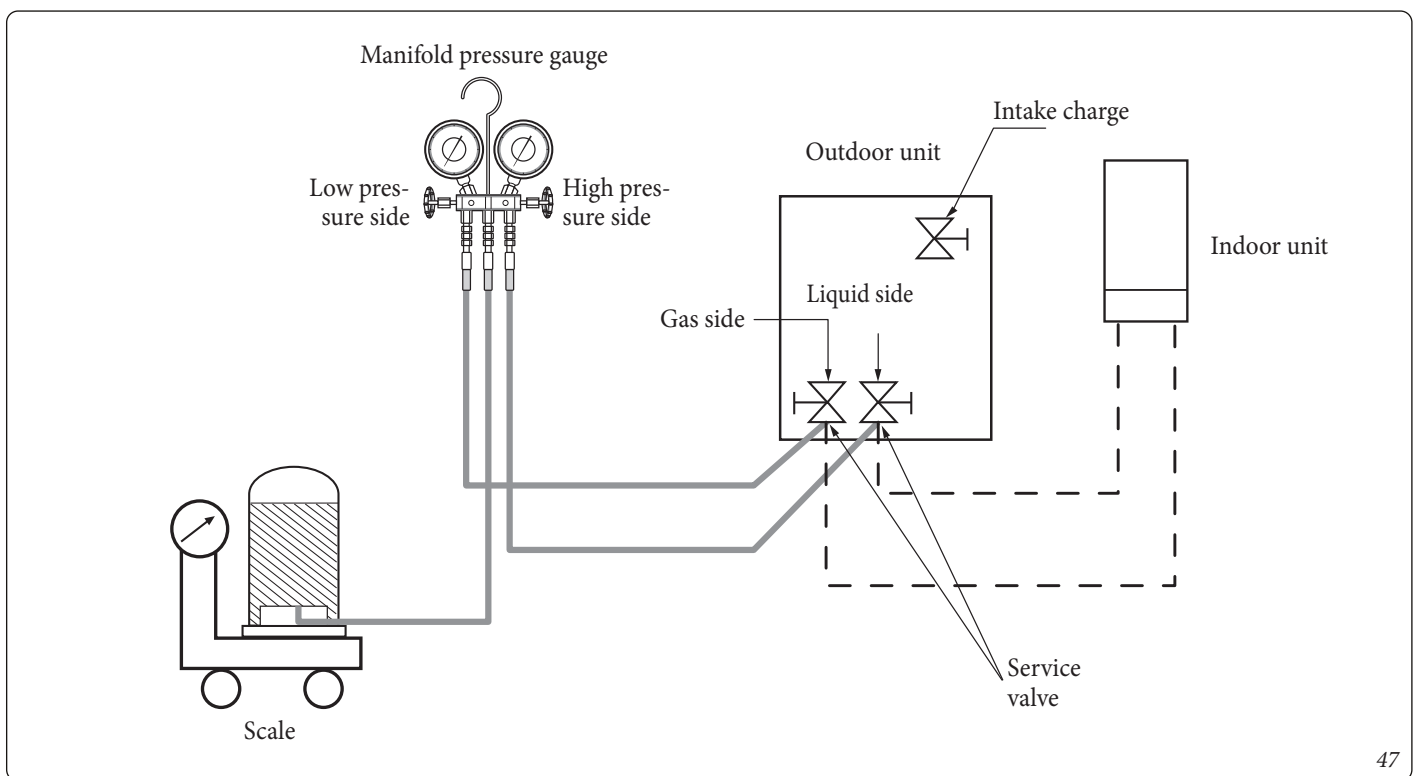 Manifold pressure gauge
Intake charge
Outdoor unit
Low pres-
sure side
High pres-
sure side
Indoor unit
Liquid side
Gas side
Service
valve
Scale
47